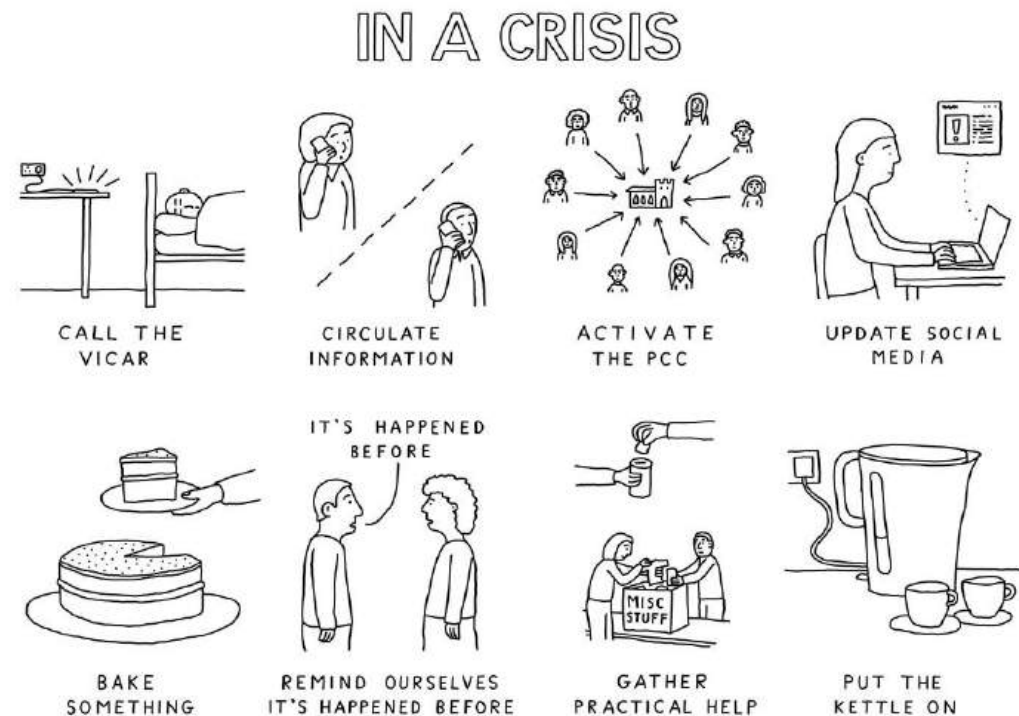 IN A CRISIS
CALL THE
VICAR
CIRCULATE
INFORMATION
ACTIVATE
THE PCC
UPDATE SOCIAL
MEDIA
BAKE
SOMETHING
IT'S HAPPENED
BEFORE
REMIND OURSELVES
IT'S HAPPENED BEFORE
MISC
STUFF
GATHER
PRACTICAL HELP
PUT THE
KETTLE ON